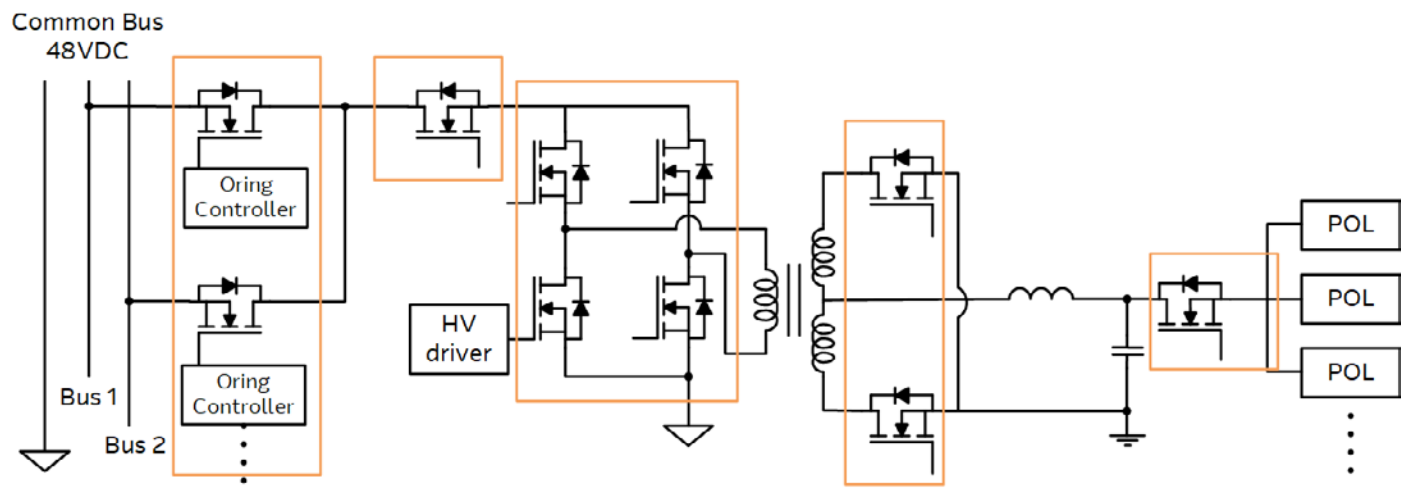 Common Bus
48VDC
Oring
Controller
HV
driver
Oring
Controller
Bus 1
Bus 2
POL
POL
POL